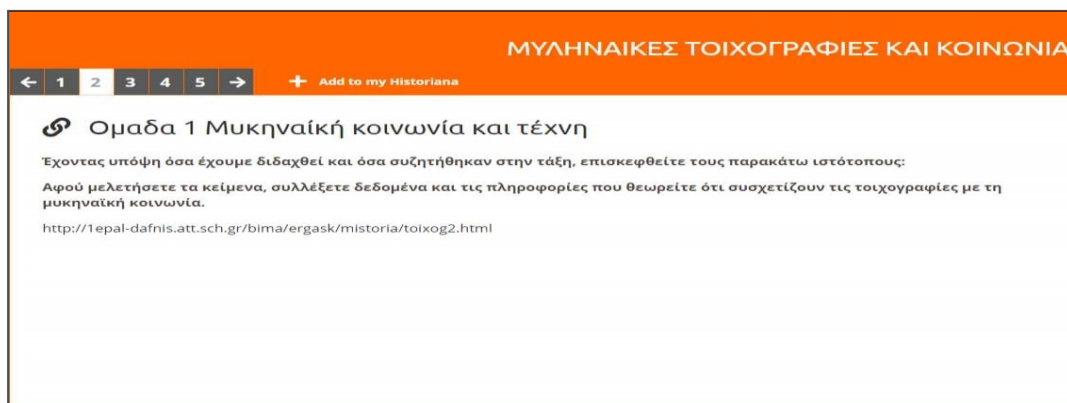 ΜΥΛΗΝΑΙΚΕΣ ΤΟΙΧΟΓΡΑΦΙΕΣ ΚΑΙ ΚΟΙΝΩΝΙΑ
← 1 2 3 4 5 → + Add to my Historiana
Ομαδα 1 Μυκηναίκή κοινωνία και τέχνη
Έχοντας υπόψη όσα έχουμε διδαχθεί και όσα συζητήθηκαν στην τάξη, επισκεφθείτε τους παρακάτω ιστότοπους:
Αφού μελετήσετε τα κείμενα, συλλέξετε δεδομένα και τις πληροφορίες που θεωρείτε ότι συσχετίζουν τις τοιχογραφίες με τη
μυκηναϊκή κοινωνία.
http://1epal-dafnis.att.sch.gr/bima/ergask/mistoria/toixog2.html